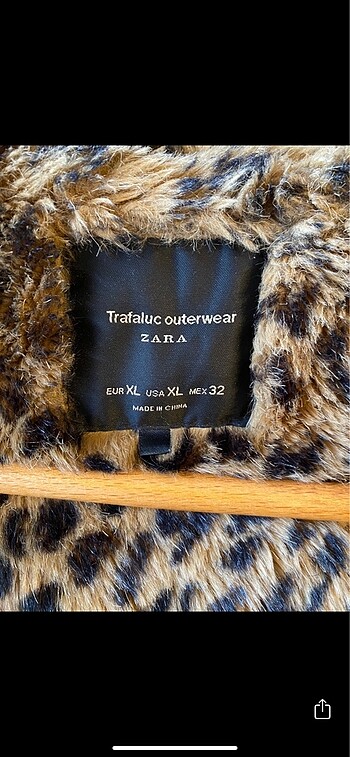 Trafaluc outerwear
ZARA
EUR XL USA XL MEX 32
MADE IN CHINA